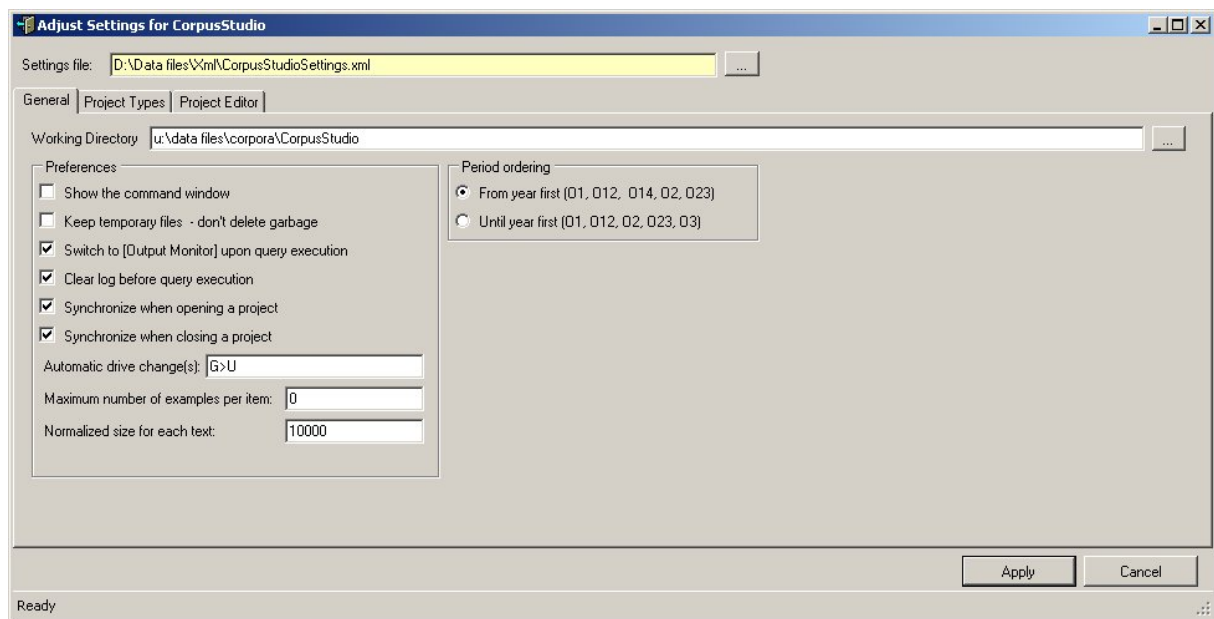 Adjust Settings for CorpusStudio
Settings file: D:\Data files\Xml\CorpusStudioSettings.xml ...
General Project Types Project Editor
Working Directory u:\data files\corpora\CorpusStudio ...
Preferences
Show the command window
Keep temporary files - don't delete garbage
Switch to [Output Monitor] upon query execution
Clear log before query execution
Synchronize when opening a project
Synchronize when closing a project
Automatic drive change(s): G>U
Maximum number of examples per item: 0
Normalized size for each text: 10000
Period ordering
From year first (O1, O12, O14, O2, O23)
Until year first (O1, O12, O2, O23, O3)
Apply Cancel
Ready